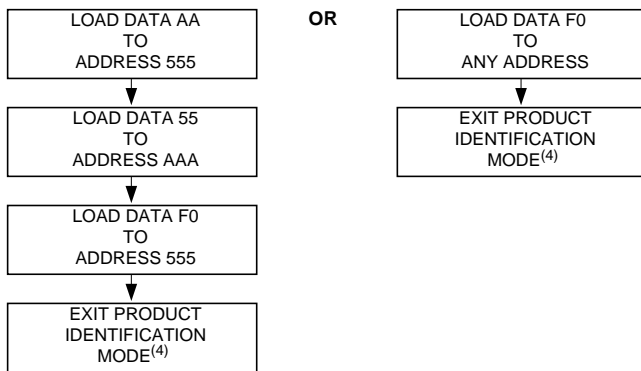 LOAD DATA AA
TO
ADDRESS 555
LOAD DATA 55
TO
ADDRESS AAA
LOAD DATA F0
TO
ADDRESS 555
EXIT PRODUCT
IDENTIFICATION
MODE(4)
OR
LOAD DATA F0
TO
ANY ADDRESS
EXIT PRODUCT
IDENTIFICATION
MODE(4)